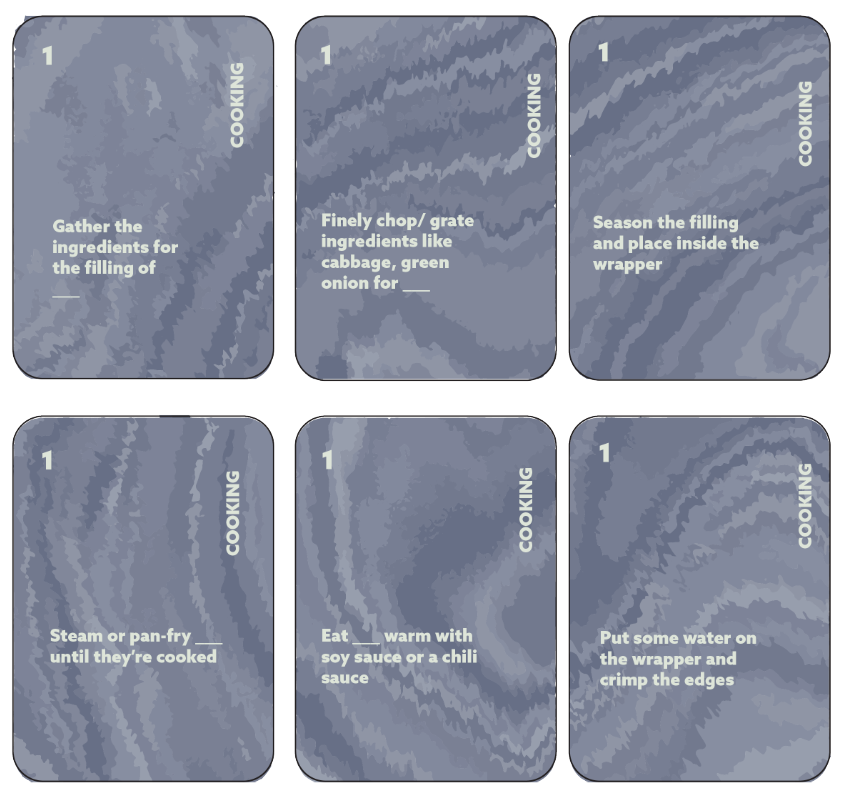 1
COOKING
Gather the
ingredients for
the filling of
___
1
COOKING
Finely chop/ grate
ingredients like
cabbage, green
onion for ___
1
COOKING
Season the filling
and place inside the
wrapper
1
COOKING
Steam or pan-fry ___
until they're cooked
1
COOKING
Eat ___ warm with
soy sauce or a chili
sauce
1
COOKING
Put some water on
the wrapper and
crimp the edges